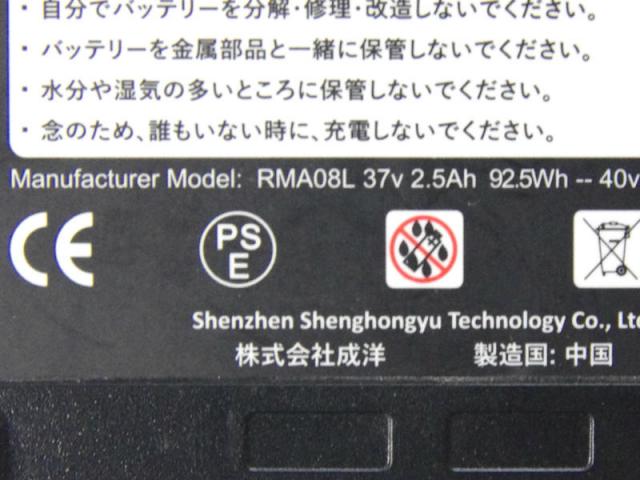 ・自分でバッテリーを分解・修理・改造しないでください。
・バッテリーを金属部品と一緒に保管しないでください。
・水分や湿気の多いところに保管しないでください。
・念のため、誰もいない時に、充電しないでください。
Manufacturer Model: RMA08L 37v 2.5Ah 92.5Wh -- 40v
CE PSE
Shenzhen Shenghongyu Technology Co., Ltd
株式会社成洋 製造国: 中国